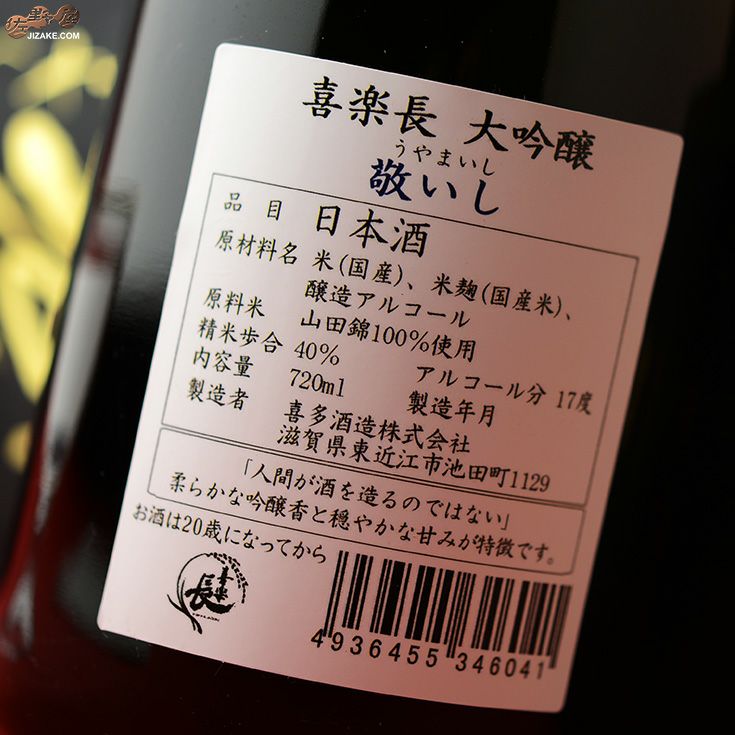 佐野屋
JIZAKE.COM
喜楽長 大吟醸
うやまいし
敬いし
品目 日本酒
原材料名 米(国産)、米麹(国産米)、
醸造アルコール
原料米 山田錦100%使用
精米歩合 40% アルコール分 17度
内容量 720ml 製造年月
製造者 喜多酒造株式会社
滋賀県東近江市池田町1129
「人間が酒を造るのではない」
柔らかな吟醸香と穏やかな甘みが特徴です。
お酒は20歳になってから
喜楽長
4936455 346041